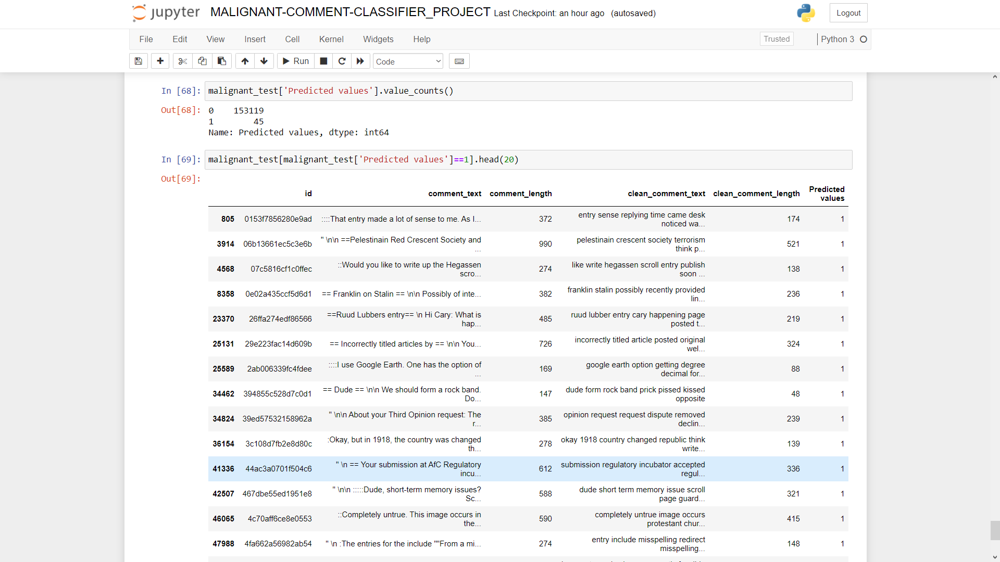 jupyter MALIGNANT-COMMENT-CLASSIFIER_PROJECT Last Checkpoint: an hour ago (autosaved) Logout
File Edit View Insert Cell Kernel Widgets Help Trusted Python 3
Run Code
In [68]: malignant_test['Predicted values'].value_counts()
Out[68]: 0 153119
1 45
Name: Predicted values, dtype: int64
In [69]: malignant_test[malignant_test['Predicted values']==1].head(20)
Out[69]:
id comment_text comment_length clean_comment_text clean_comment_length Predicted
values
805 0153f7856280e9ad ::::That entry made a lot of sense to me. As I... 372 entry sense replying time came desk 174 1
noticed wa...
3914 06b13661ec5c3e6b " \n\n ==Pelestinain Red Crescent Society and 990 pelestinain crescent society terrorism 521 1
... think p...
4568 07c5816cf1c0ffec ::Would you like to write up the Hegassen 274 like write hegassen scroll entry publish 138 1
scro... soon ...
8358 0e02a435ccf5d6d1 == Franklin on Stalin == \n\n Possibly of inte... 382 franklin stalin possibly recently provided 236 1
lin...
23370 26ffa274edf86566 ==Ruud Lubbers entry== \n Hi Cary: What is 485 ruud lubber entry cary happening page 219 1
hap... posted t...
25131 29e223fac14d609b == Incorrectly titled articles by == \n\n You... 726 incorrectly titled article posted original 324 1
wel...
25589 2ab006339fc4fdee ::::I use Google Earth. One has the option of 169 google earth option getting degree 88 1
... decimal for...
34462 394855c528d7c0d1 == Dude == \n\n We should form a rock band. 147 dude form rock band prick pissed kissed 48 1
Do... opposite
34824 39ed57532158962a " \n\n About your Third Opinion request: The 385 opinion request request dispute removed 239 1
r... declin...
36154 3c108d7fb2e8d80c :Okay, but in 1918, the country was changed 278 okay 1918 country changed republic think 139 1
th... write...
41336 44ac3a0701f504c6 " \n == Your submission at AfC Regulatory 612 submission regulatory incubator accepted 336 1
incu... regul...
42507 467dbe55ed1951e8 " \n\n :::::Dude, short-term memory issues? 588 dude short term memory issue scroll 321 1
Sc... page guard...
46065 4c70aff6ce8e0553 ::Completely untrue. This image occurs in 590 completely untrue image occurs 415 1
the... protestant chur...
47988 4fa662a56982ab54 " \n :The entries for the include ""From a mi... 274 entry include misspelling redirect 148 1
misspelling...